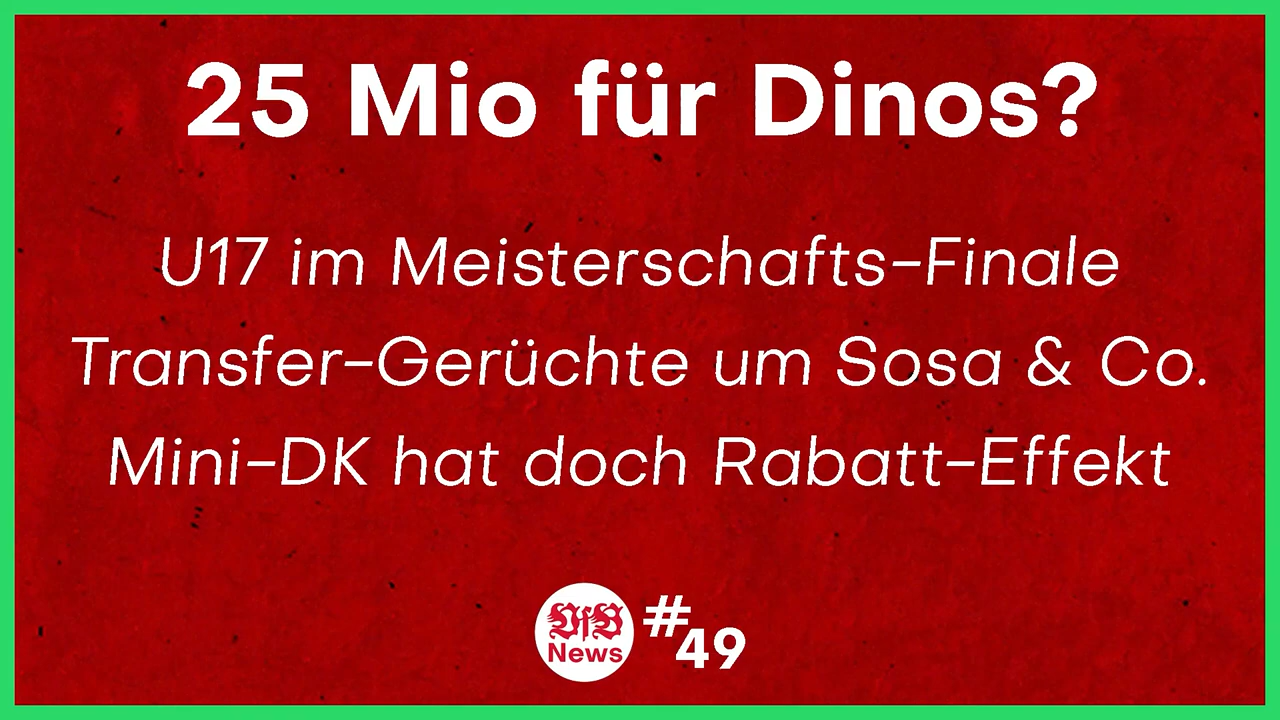 25 Mio für Dinos?
U17 im Meisterschafts-Finale
Transfer-Gerüchte um Sosa & Co.
Mini-DK hat doch Rabatt-Effekt
VfB
News
#49